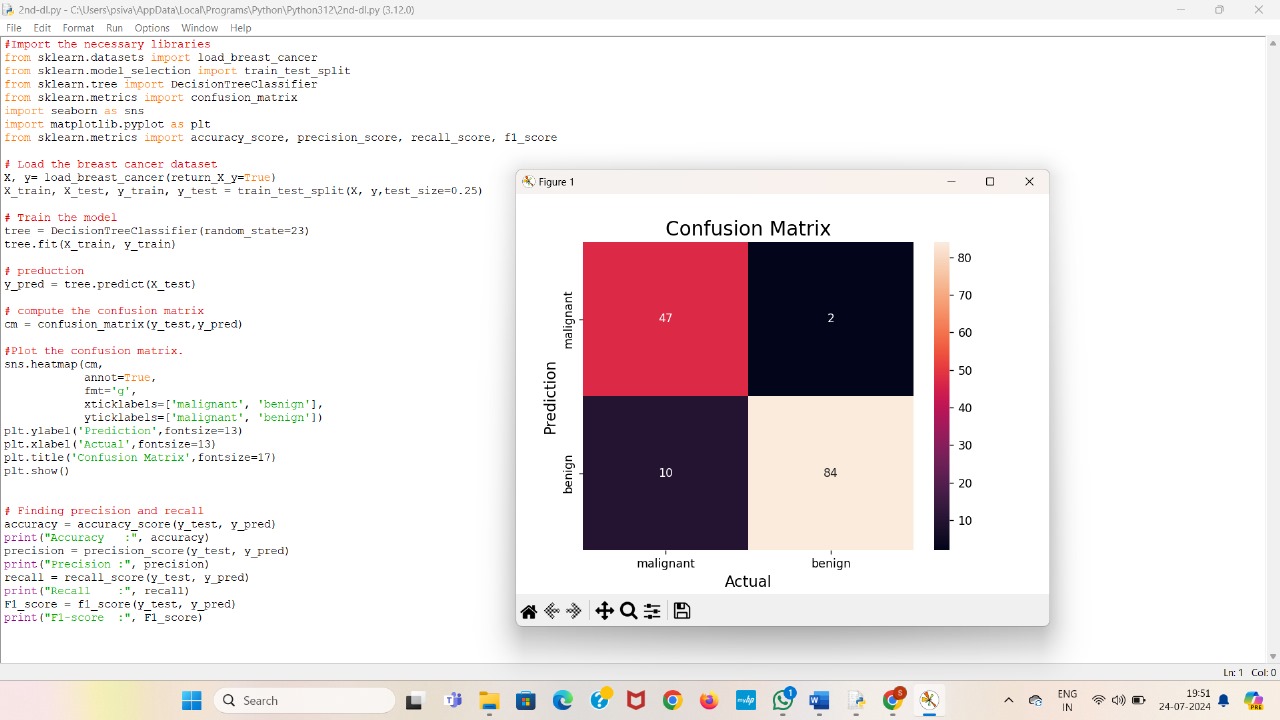 2nd-dl.py - C:\Users\psiva\AppData\Local\Programs\Python\Python312\2nd-dl.py (3.12.0)
File Edit Format Run Options Window Help
#Import the necessary libraries
from sklearn.datasets import load_breast_cancer
from sklearn.model_selection import train_test_split
from sklearn.tree import DecisionTreeClassifier
from sklearn.metrics import confusion_matrix
import seaborn as sns
import matplotlib.pyplot as plt
from sklearn.metrics import accuracy_score, precision_score, recall_score, f1_score
# Load the breast cancer dataset
X, y= load_breast_cancer(return_X_y=True)
X_train, X_test, y_train, y_test = train_test_split(X, y,test_size=0.25)
# Train the model
tree = DecisionTreeClassifier(random_state=23)
tree.fit(X_train, y_train)
# preduction
y_pred = tree.predict(X_test)
# compute the confusion matrix
cm = confusion_matrix(y_test,y_pred)
#Plot the confusion matrix.
sns.heatmap(cm,
            annot=True,
            fmt='g',
            xticklabels=['malignant', 'benign'],
            yticklabels=['malignant', 'benign'])
plt.ylabel('Prediction',fontsize=13)
plt.xlabel('Actual',fontsize=13)
plt.title('Confusion Matrix',fontsize=17)
plt.show()
# Finding precision and recall
accuracy = accuracy_score(y_test, y_pred)
print("Accuracy   :", accuracy)
precision = precision_score(y_test, y_pred)
print("Precision :", precision)
recall = recall_score(y_test, y_pred)
print("Recall    :", recall)
F1_score = f1_score(y_test, y_pred)
print("F1-score  :", F1_score)
Figure 1
Confusion Matrix
Prediction
malignant
47 2
benign
10 84
malignant benign
Actual
80
70
60
50
40
30
20
10
Ln: 1 Col: 0
Search
myhp
1
5
ENG
IN
19:51
24-07-2024
PRE